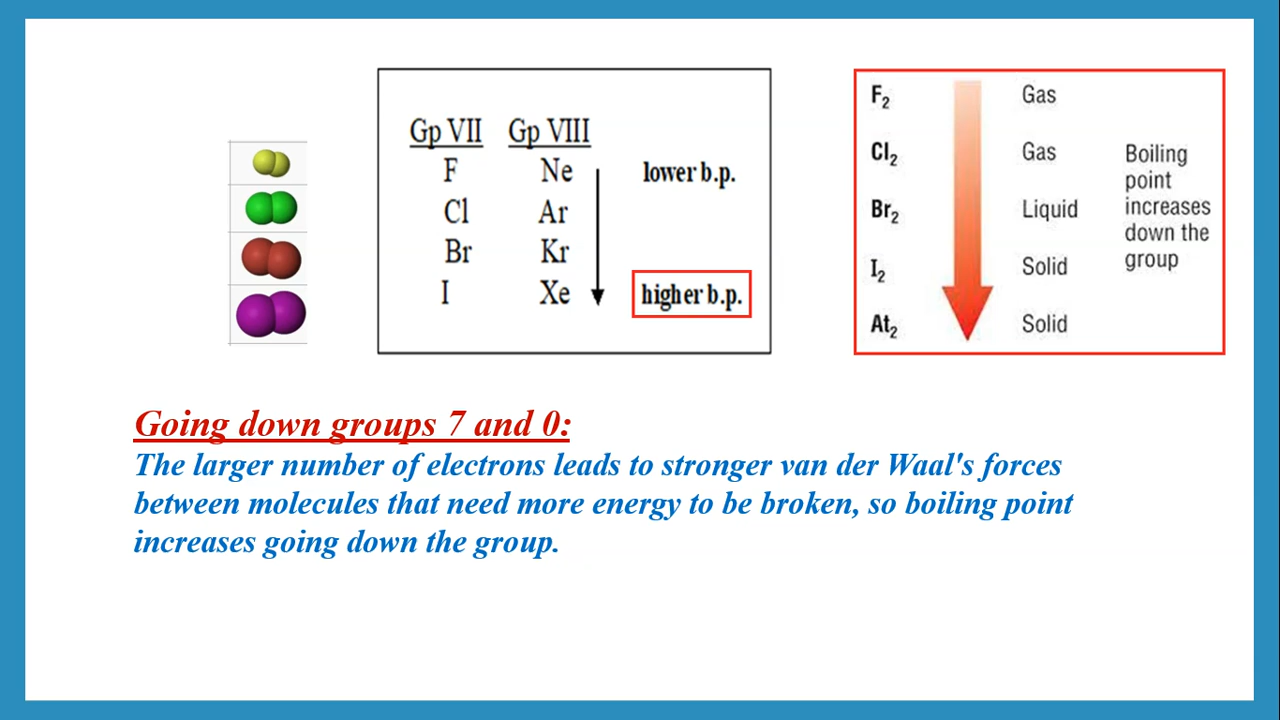 Gp VII Gp VIII
F Ne lower b.p.
Cl Ar
Br Kr
I Xe higher b.p.
F₂ Gas
Cl₂ Gas
Br₂ Liquid
I₂ Solid
At₂ Solid
Boiling
point
increases
down the
group
Going down groups 7 and 0:
The larger number of electrons leads to stronger van der Waal's forces
between molecules that need more energy to be broken, so boiling point
increases going down the group.